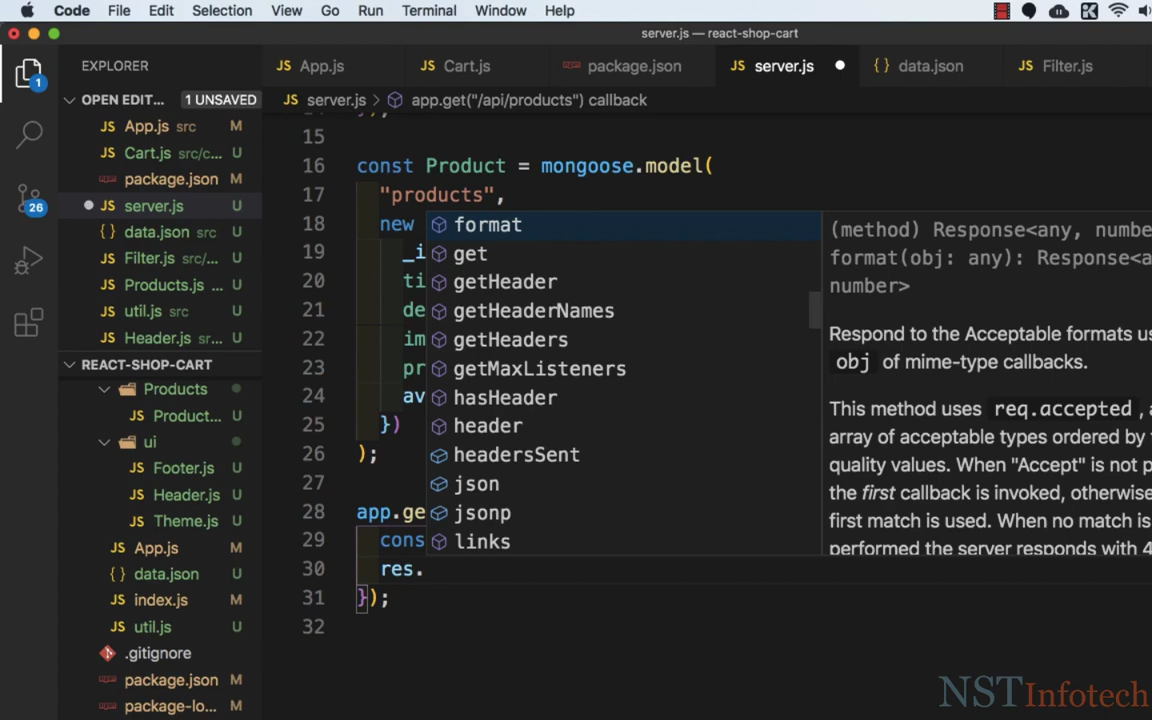 Code File Edit Selection View Go Run Terminal Window Help
server.js — react-shop-cart
EXPLORER
JS App.js
JS Cart.js
package.json
JS server.js
{} data.json
JS Filter.js
OPEN EDIT... 1 UNSAVED
JS server.js > app.get("/api/products") callback
JS App.js src M
JS Cart.js src/c... U
package.json M
JS server.js U
{} data.json src U
JS Filter.js src/... U
JS Products.js ... U
JS util.js src U
JS Header.js sr... U
REACT-SHOP-CART
Products
JS Product... U
ui
JS Footer.js U
JS Header.js U
JS Theme.js U
JS App.js M
{} data.json U
JS index.js M
JS util.js U
.gitignore
package.json M
package-lo... M
1
26
15
16 const Product = mongoose.model(
17 "products",
18 new
19 _i
20 ti
21 de
22 im
23 pr
24 av
25 })
26 );
27
28 app.ge
29 cons
30 res.
31 });
32
format
get
getHeader
getHeaderNames
getHeaders
getMaxListeners
hasHeader
header
headersSent
json
jsonp
links
(method) Response<any, numbe
format(obj: any): Response<a
number>
Respond to the Acceptable formats us
obj of mime-type callbacks.
This method uses req.accepted , a
array of acceptable types ordered by
quality values. When "Accept" is not p
the first callback is invoked, otherwise
first match is used. When no match is
performed the server responds with 4
NSTInfotech